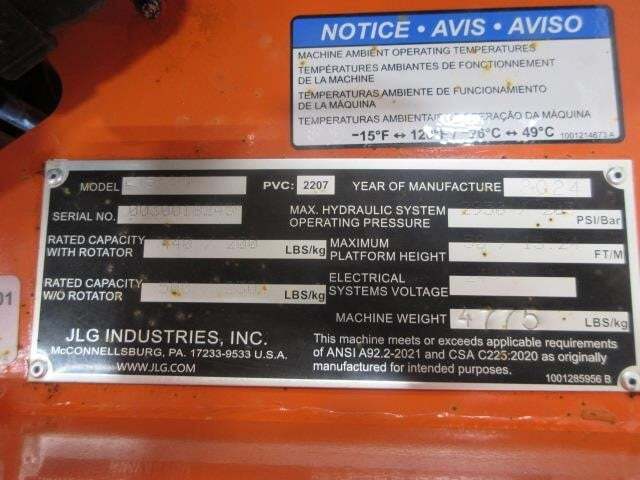 NOTICE • AVIS • AVISO
MACHINE AMBIENT OPERATING TEMPERATURES
TEMPÉRATURES AMBIANTES DE FONCTIONNEMENT
DE LA MACHINE
TEMPERATURAS AMBIENTE DE FUNCIONAMIENTO
DE LA MÁQUINA
TEMPERATURAS DA MÁQUINA
-15°F ↔ ↔ 49°C 1001214673 A
MODEL PVC: 2207 YEAR OF MANUFACTURE 2024
SERIAL NO. MAX. HYDRAULIC SYSTEM
OPERATING PRESSURE PSI/Bar
RATED CAPACITY
WITH ROTATOR LBS/kg MAXIMUM
PLATFORM HEIGHT FT/M
RATED CAPACITY
W/O ROTATOR LBS/kg ELECTRICAL
SYSTEMS VOLTAGE
MACHINE WEIGHT 4775 LBS/kg
JLG INDUSTRIES, INC.
McCONNELLSBURG, PA. 17233-9533 U.S.A.
WWW.JLG.COM
This machine meets or exceeds applicable requirements
of ANSI A92.2-2021 and CSA C225:2020 as originally
manufactured for intended purposes.
1001285956 B
01